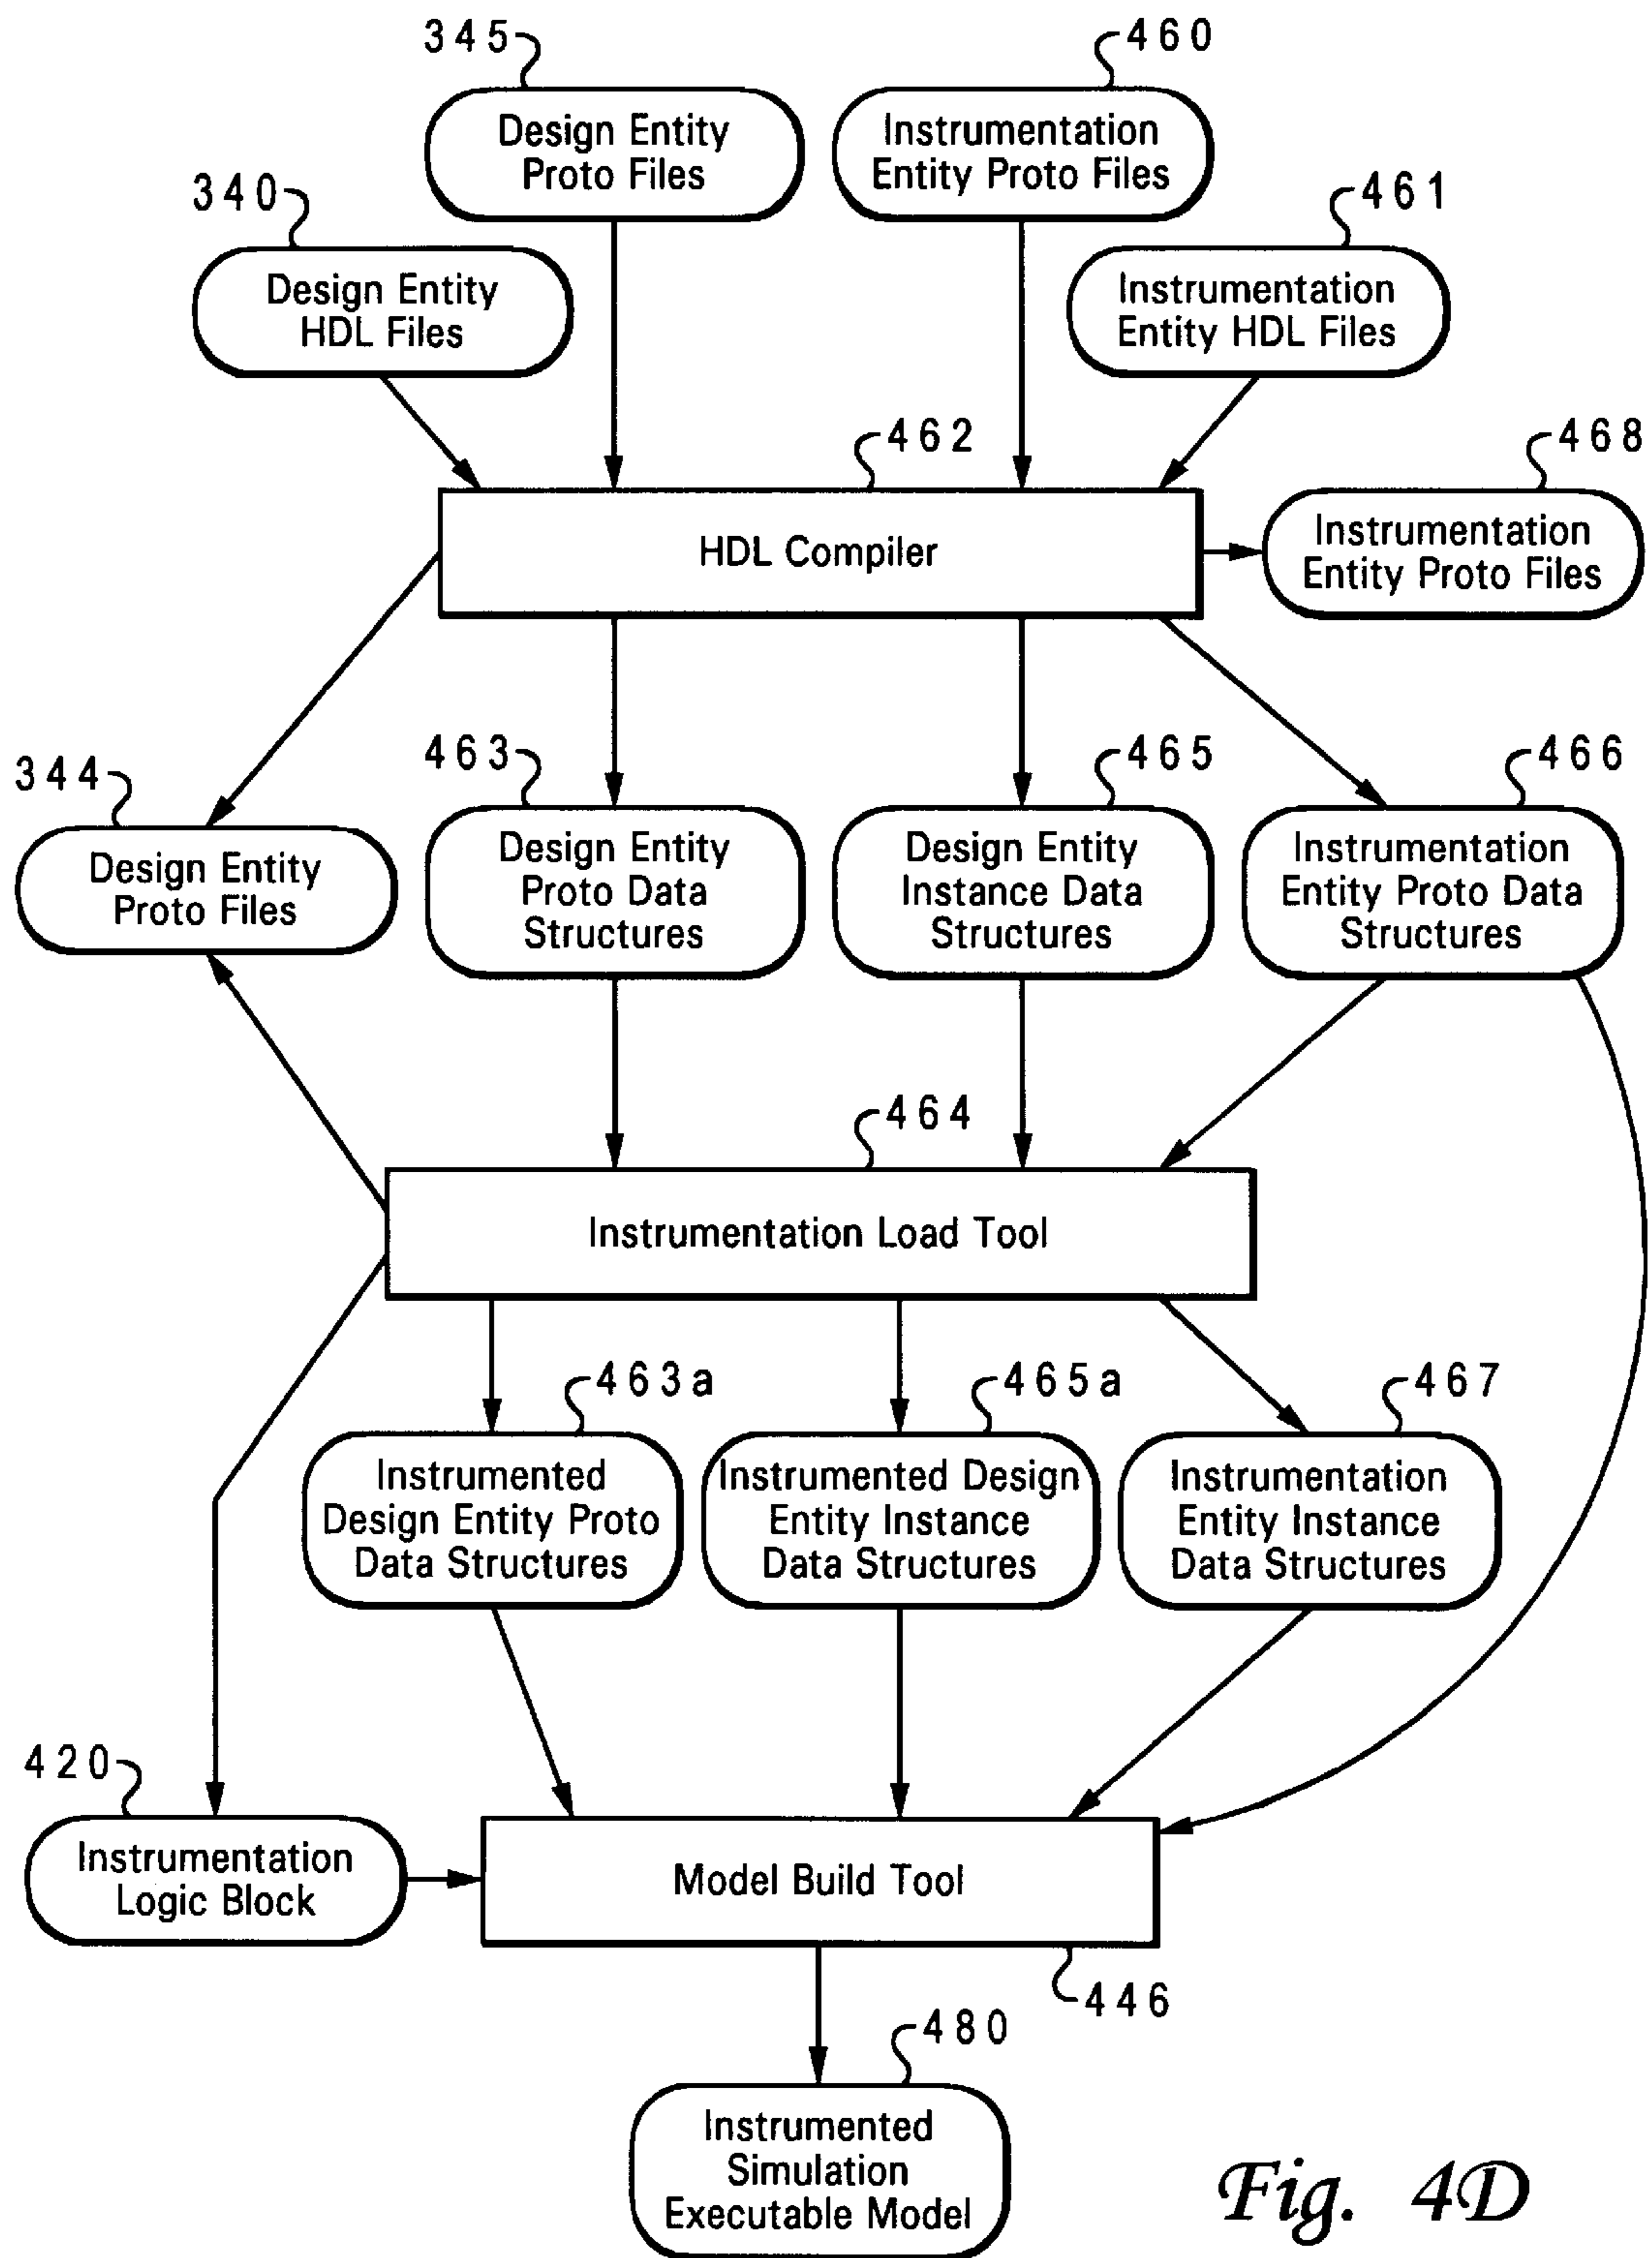 345
460
Design Entity
Proto Files
Instrumentation
Entity Proto Files
340
461
Design Entity
HDL Files
Instrumentation
Entity HDL Files
462
468
HDL Compiler
Instrumentation
Entity Proto Files
344
463
465
466
Design Entity
Proto Files
Design Entity
Proto Data
Structures
Design Entity
Instance Data
Structures
Instrumentation
Entity Proto Data
Structures
464
Instrumentation Load Tool
463a
465a
467
Instrumented
Design Entity Proto
Data Structures
Instrumented Design
Entity Instance
Data Structures
Instrumentation
Entity Instance
Data Structures
420
Instrumentation
Logic Block
Model Build Tool
446
480
Instrumented
Simulation
Executable Model
Fig. 4D